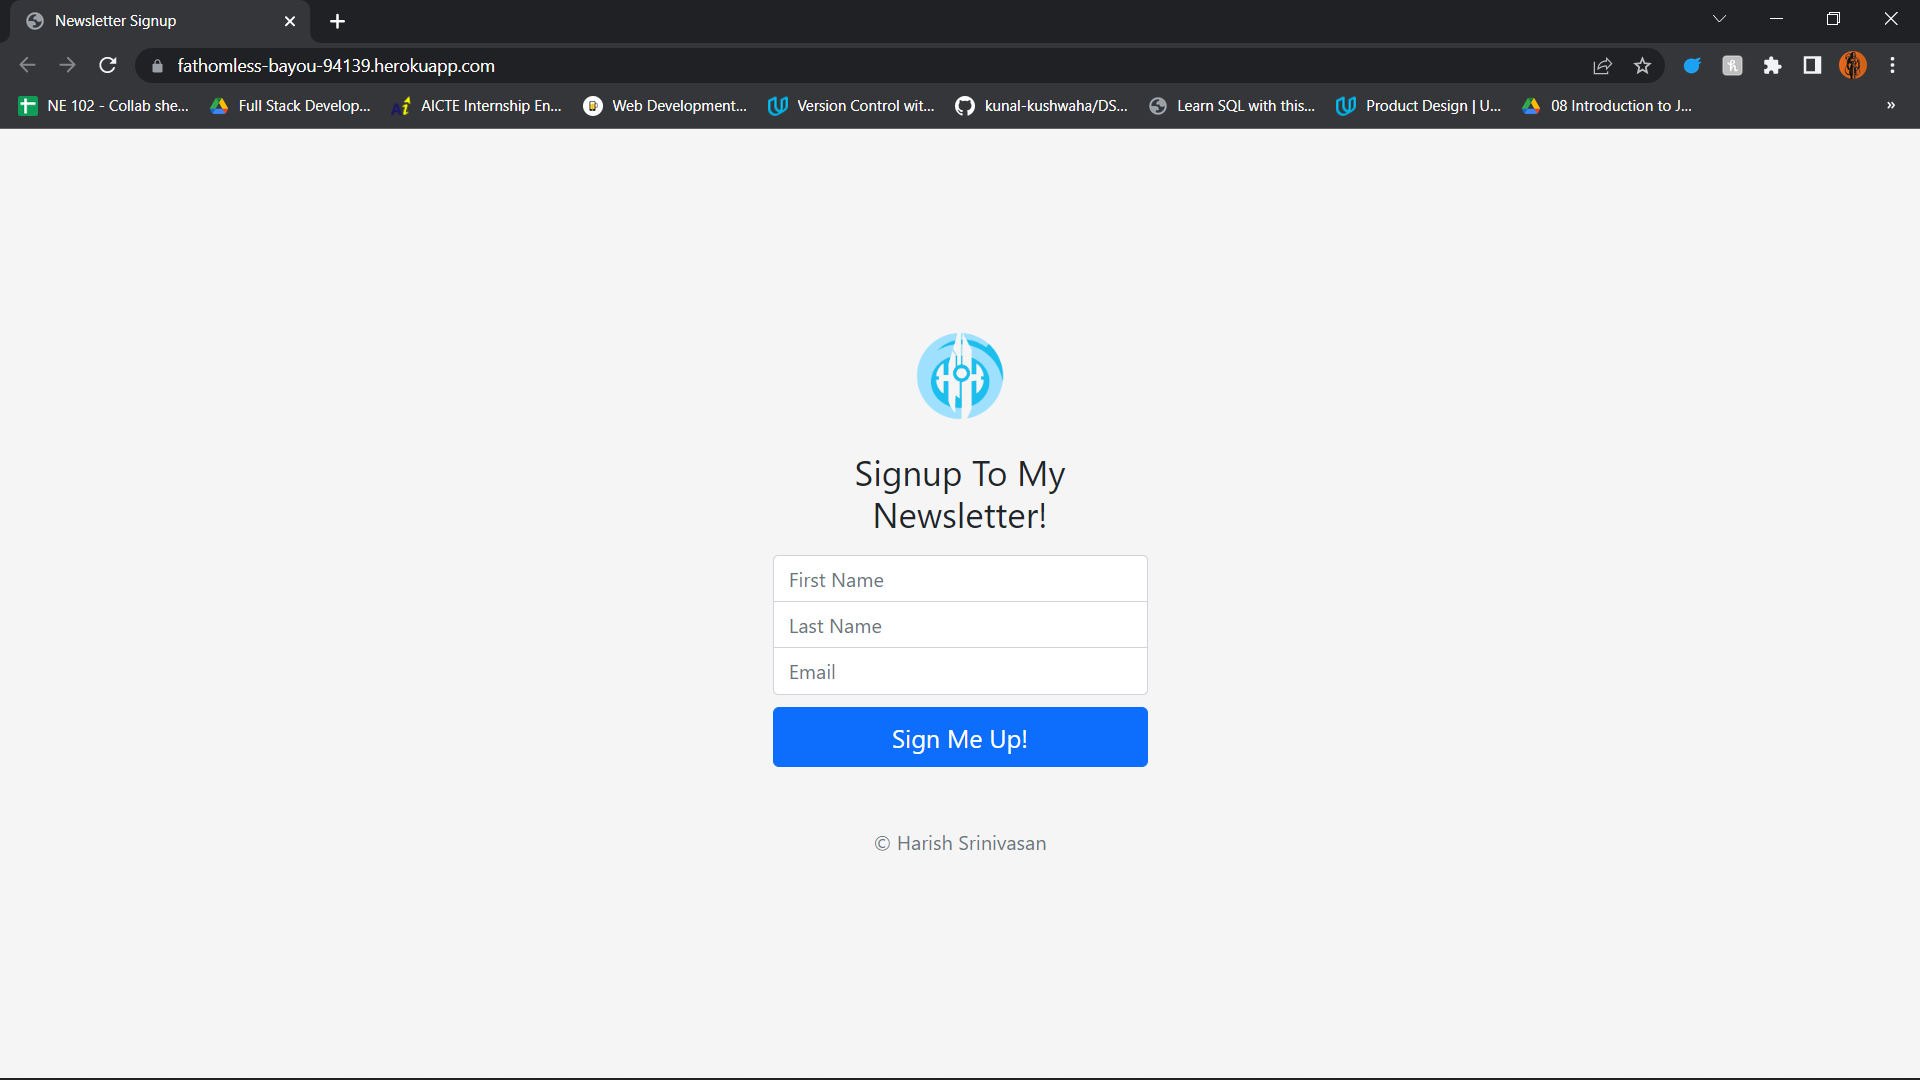 Newsletter Signup
fathomless-bayou-94139.herokuapp.com
NE 102 - Collab she...
Full Stack Develop...
AICTE Internship En...
Web Development...
Version Control wit...
kunal-kushwaha/DS...
Learn SQL with this...
Product Design | U...
08 Introduction to J...
»
Signup To My
Newsletter!
First Name
Last Name
Email
Sign Me Up!
© Harish Srinivasan